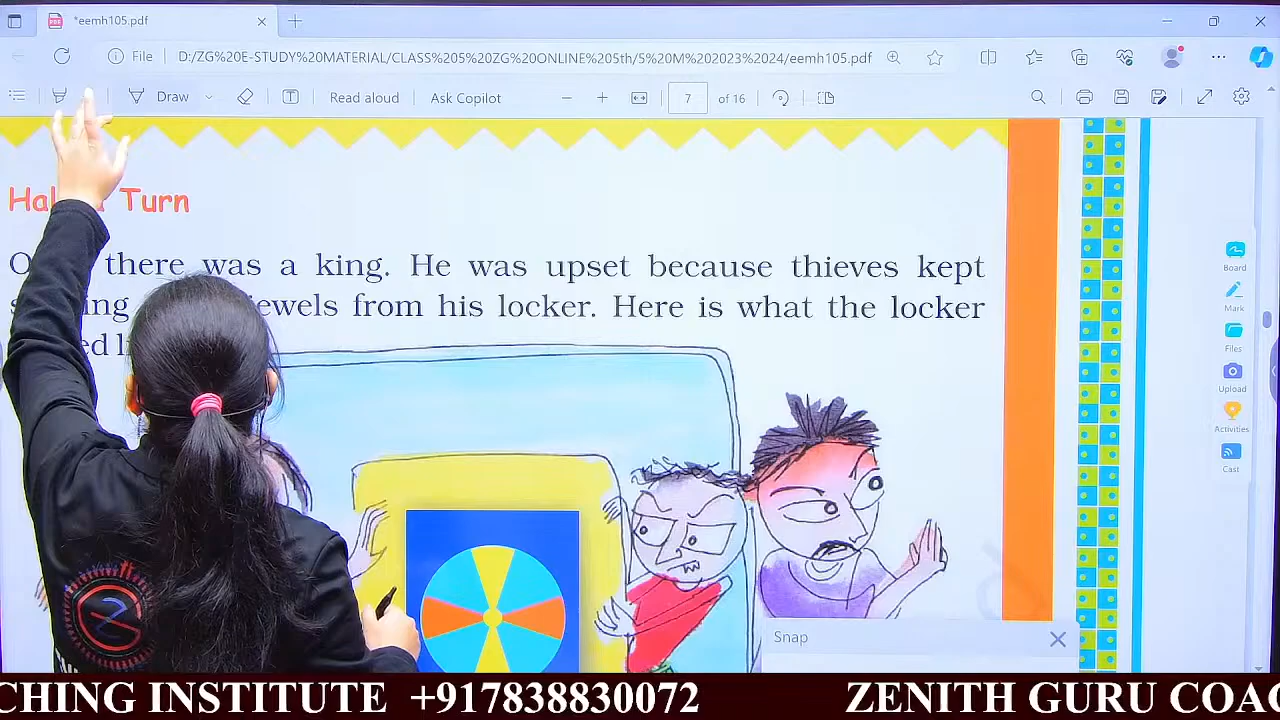 *eemh105.pdf
File
D:/ZG%20E-STUDY%20MATERIAL/CLASS%205%20ZG%20ONLINE%205th/5%20M%202023%2024/eemh105.pdf
Draw
Read aloud
Ask Copilot
7 of 16
Turn
there was a king. He was upset because thieves kept
jewels from his locker. Here is what the locker
Board
Mark
Files
Upload
Activities
Cast
Snap
CHING INSTITUTE +917838830072 ZENITH GURU COAC